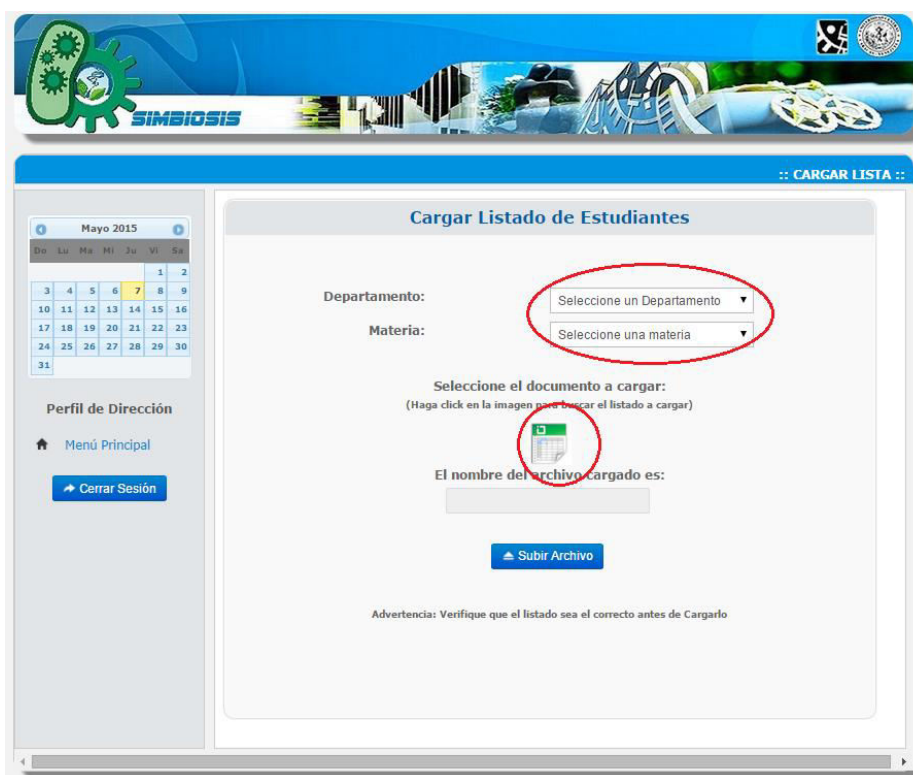 SIMBIOSIS
:: CARGAR LISTA ::
Mayo 2015
Do Lu Ma Mi Ju Vi Sa
1 2
3 4 5 6 7 8 9
10 11 12 13 14 15 16
17 18 19 20 21 22 23
24 25 26 27 28 29 30
31
Perfil de Dirección
Menú Principal
Cerrar Sesión
Cargar Listado de Estudiantes
Departamento:
Seleccione un Departamento
Materia:
Seleccione una materia
Seleccione el documento a cargar:
(Haga click en la imagen para buscar el listado a cargar)
El nombre del archivo cargado es:
Subir Archivo
Advertencia: Verifique que el listado sea el correcto antes de Cargarlo